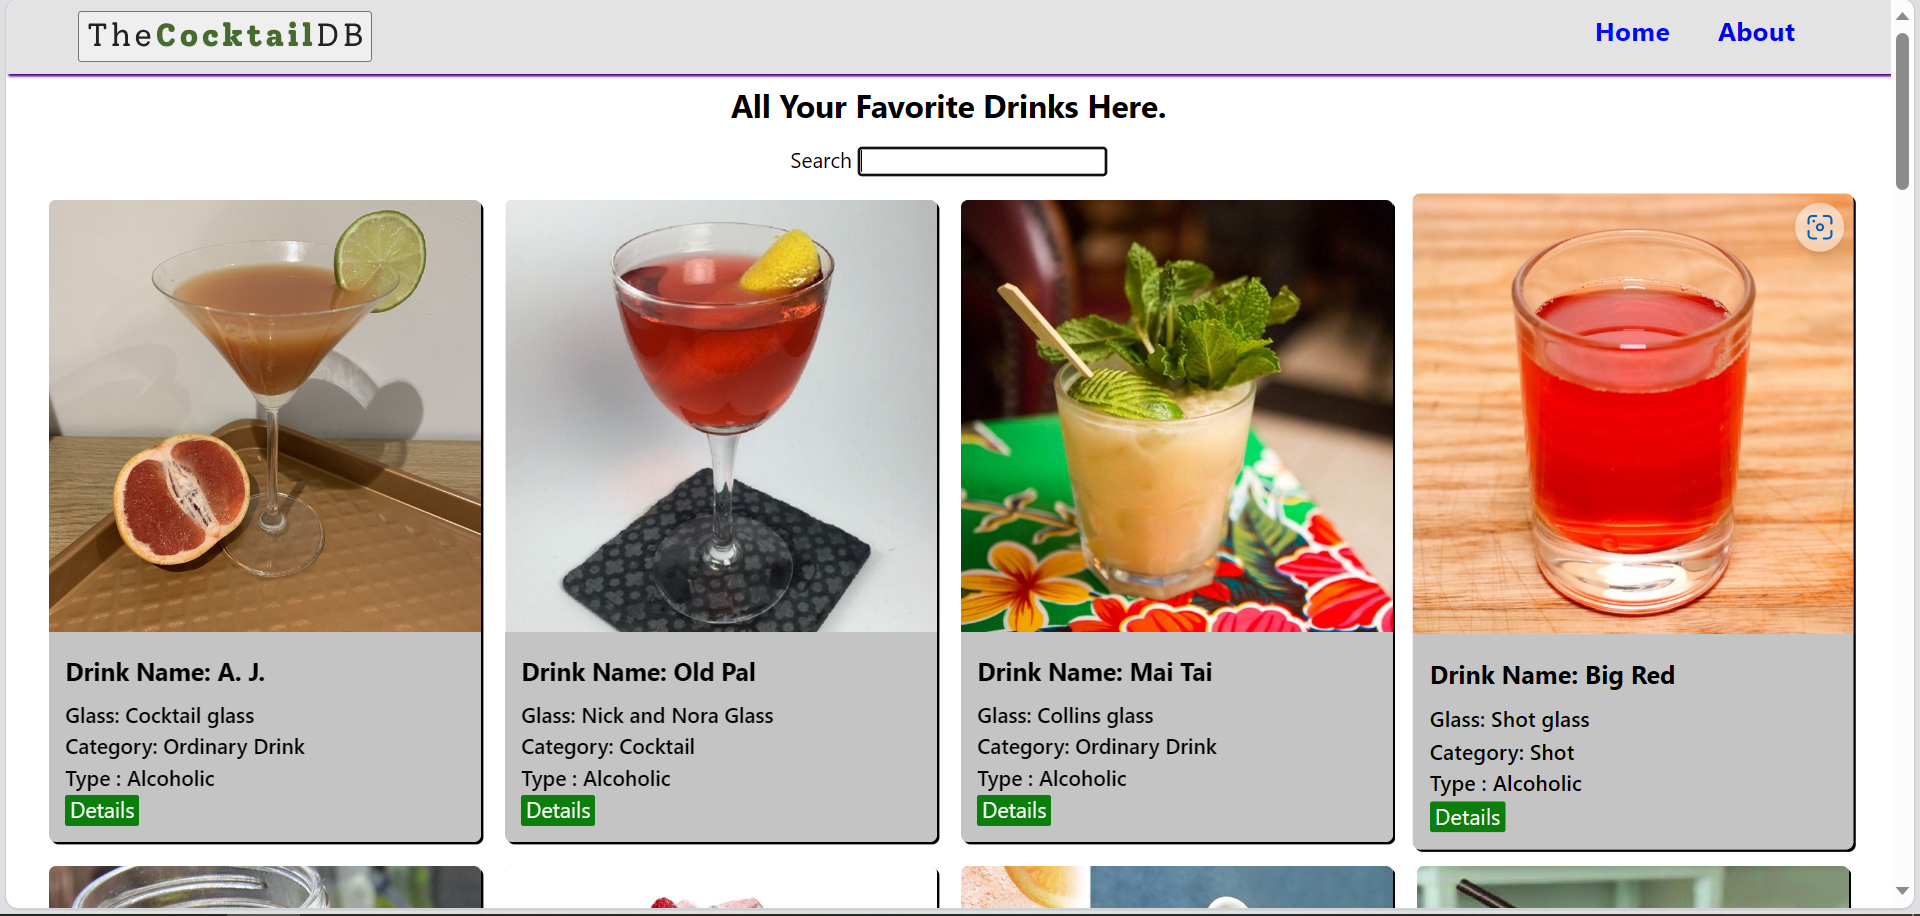 TheCocktailDB
Home About
All Your Favorite Drinks Here.
Search
Drink Name: A. J.
Glass: Cocktail glass
Category: Ordinary Drink
Type : Alcoholic
Details
Drink Name: Old Pal
Glass: Nick and Nora Glass
Category: Cocktail
Type : Alcoholic
Details
Drink Name: Mai Tai
Glass: Collins glass
Category: Ordinary Drink
Type : Alcoholic
Details
Drink Name: Big Red
Glass: Shot glass
Category: Shot
Type : Alcoholic
Details